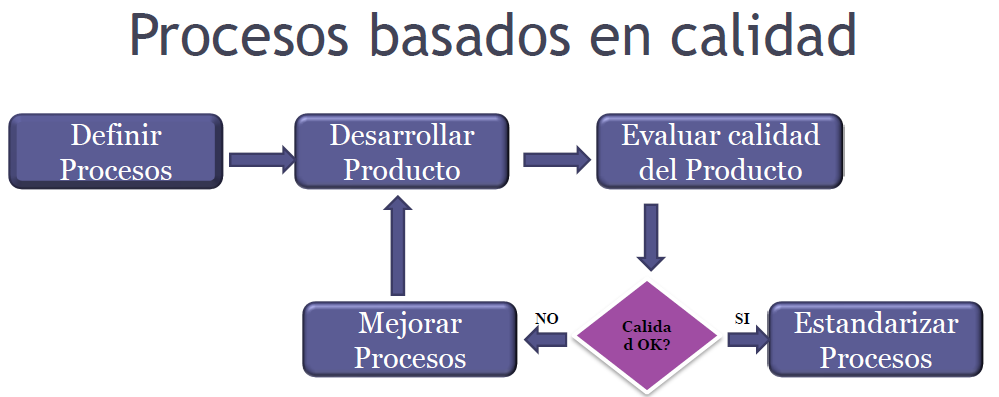 Procesos basados en calidad
Definir
Procesos
Desarrollar
Producto
Evaluar calidad
del Producto
Mejorar
Procesos
NO
Calida
d OK?
SI
Estandarizar
Procesos